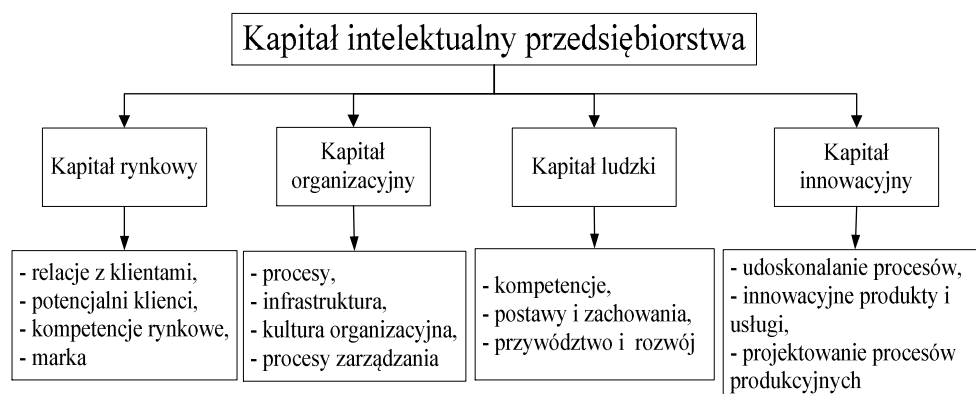 Kapitał intelektualny przedsiębiorstwa
Kapitał rynkowy
- relacje z klientami,
- potencjalni klienci,
- kompetencje rynkowe,
- marka
Kapitał
organizacyjny
- procesy,
- infrastruktura,
- kultura organizacyjna,
- procesy zarządzania
Kapitał ludzki
- kompetencje,
- postawy i zachowania,
- przywództwo i rozwój
Kapitał
innowacyjny
- udoskonalanie procesów,
- innowacyjne produkty i
usługi,
- projektowanie procesów
produkcyjnych